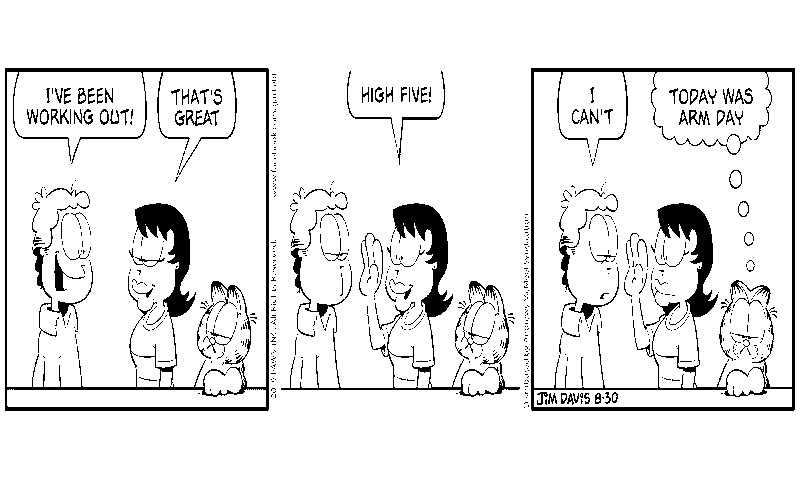 I'VE BEEN
WORKING OUT!
THAT'S
GREAT
HIGH FIVE!
I
CAN'T
TODAY WAS
ARM DAY
JIM DAVIS 8·30